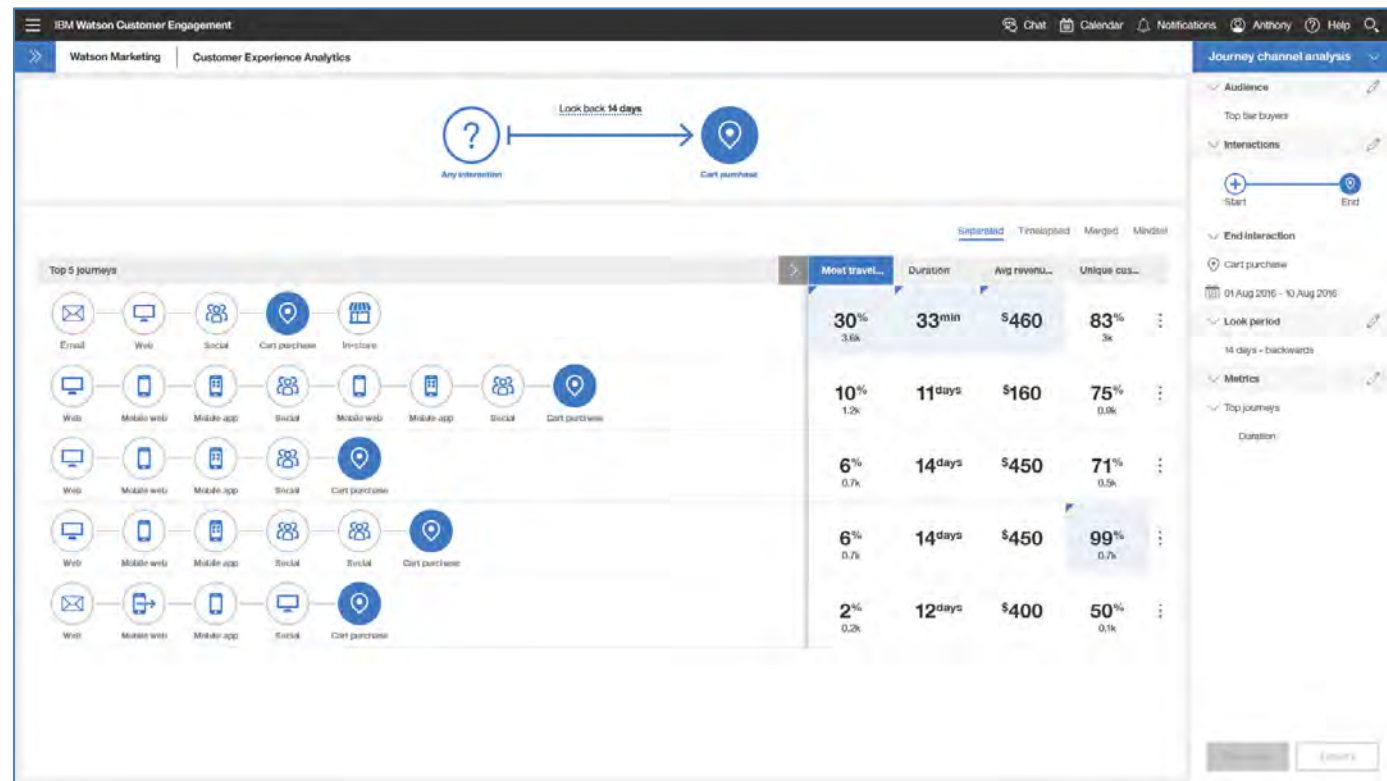 IBM Watson Customer Engagement Chat Calendar Notifications Anthony Help
Watson Marketing Customer Experience Analytics
Look back 14 days
?
Any interaction Cart purchase
Separated Timelapsed Merged Mindset
Top 5 journeys Most travel... Duration Avg revenu... Unique cus...
30% 33min $460 83%
3.6k 3k
Email Web Social Cart purchase In-store
10% 11days $160 75%
1.2k 0.9k
Web Mobile web Mobile app Social Mobile web Mobile app Social Cart purchase
6% 14days $450 71%
0.7k 0.5k
Web Mobile web Mobile app Social Cart purchase
6% 14days $450 99%
0.7k 0.7k
Web Mobile web Mobile app Social Social Cart purchase
2% 12days $400 50%
0.2k 0.1k
Web Mobile web Mobile app Social Cart purchase
Journey channel analysis
Audience
Top tier buyers
Interactions
Start End
End interaction
Cart purchase
01 Aug 2016 - 10 Aug 2016
Look period
14 days - backwards
Metrics
Top journeys
Duration